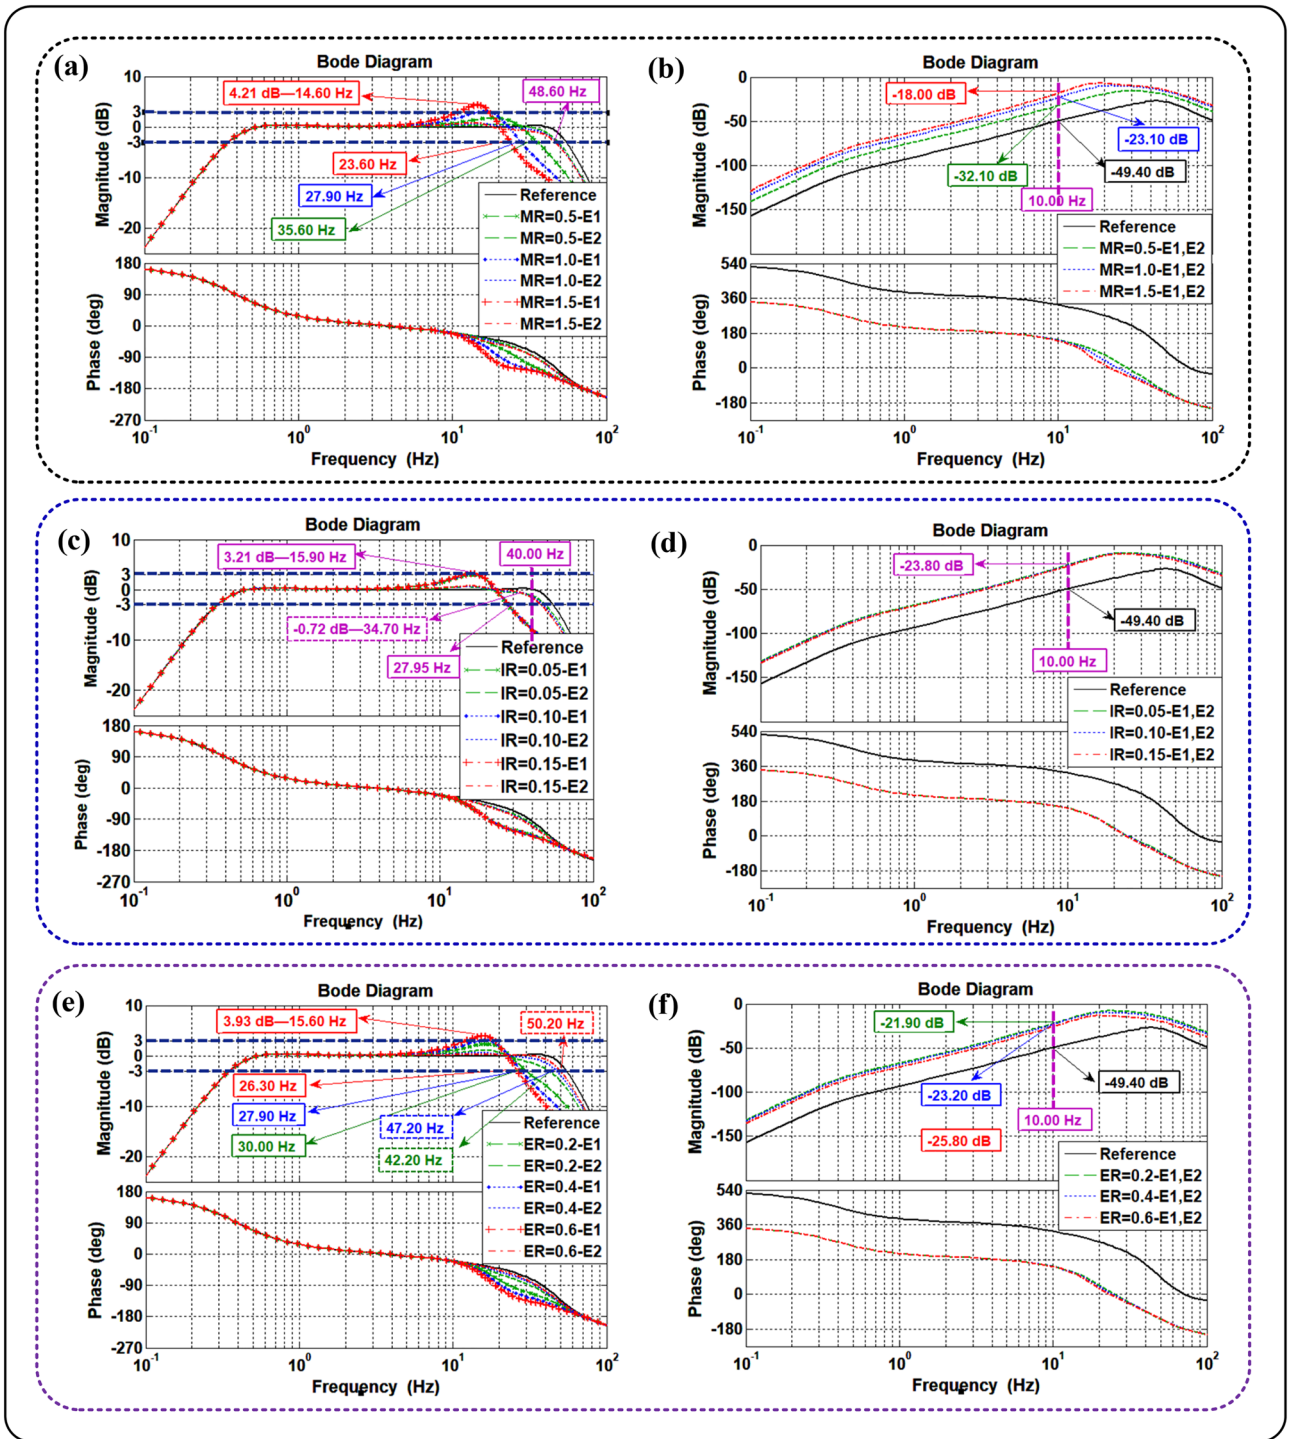 (a)
Bode Diagram
Magnitude (dB)
10
3
0
-3
-10
-20
4.21 dB—14.60 Hz
48.60 Hz
23.60 Hz
27.90 Hz
35.60 Hz
Reference
MR=0.5-E1
MR=0.5-E2
MR=1.0-E1
MR=1.0-E2
MR=1.5-E1
MR=1.5-E2
Phase (deg)
180
90
0
-90
-180
-270
10-1
100
101
102
Frequency (Hz)
(b)
Bode Diagram
Magnitude (dB)
0
-50
-100
-150
-18.00 dB
-23.10 dB
-32.10 dB
-49.40 dB
10.00 Hz
Reference
MR=0.5-E1,E2
MR=1.0-E1,E2
MR=1.5-E1,E2
Phase (deg)
540
360
180
0
-180
10-1
100
101
102
Frequency (Hz)
(c)
Bode Diagram
Magnitude (dB)
10
3
0
-3
-10
-20
3.21 dB—15.90 Hz
40.00 Hz
-0.72 dB—34.70 Hz
27.95 Hz
Reference
IR=0.05-E1
IR=0.05-E2
IR=0.10-E1
IR=0.10-E2
IR=0.15-E1
IR=0.15-E2
Phase (deg)
180
90
0
-90
-180
-270
10-1
100
101
102
Frequency (Hz)
(d)
Bode Diagram
Magnitude (dB)
0
-50
-100
-150
-23.80 dB
-49.40 dB
10.00 Hz
Reference
IR=0.05-E1,E2
IR=0.10-E1,E2
IR=0.15-E1,E2
Phase (deg)
540
360
180
0
-180
10-1
100
101
102
Frequency (Hz)
(e)
Bode Diagram
Magnitude (dB)
10
3
0
-3
-10
-20
3.93 dB—15.60 Hz
50.20 Hz
26.30 Hz
27.90 Hz
47.20 Hz
30.00 Hz
42.20 Hz
Reference
ER=0.2-E1
ER=0.2-E2
ER=0.4-E1
ER=0.4-E2
ER=0.6-E1
ER=0.6-E2
Phase (deg)
180
90
0
-90
-180
-270
10-1
100
101
102
Frequency (Hz)
(f)
Bode Diagram
Magnitude (dB)
0
-50
-100
-150
-21.90 dB
-49.40 dB
-23.20 dB
10.00 Hz
-25.80 dB
Reference
ER=0.2-E1,E2
ER=0.4-E1,E2
ER=0.6-E1,E2
Phase (deg)
540
360
180
0
-180
10-1
100
101
102
Frequency (Hz)